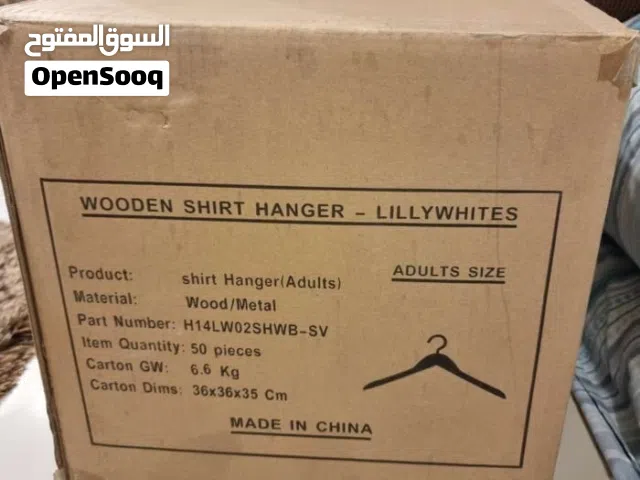 السوق المفتوح
OpenSooq
WOODEN SHIRT HANGER - LILLYWHITES
ADULTS SIZE
Product: shirt Hanger(Adults)
Material: Wood/Metal
Part Number: H14LW02SHWB-SV
Item Quantity: 50 pieces
Carton GW: 6.6 Kg
Carton Dims: 36x36x35 Cm
MADE IN CHINA